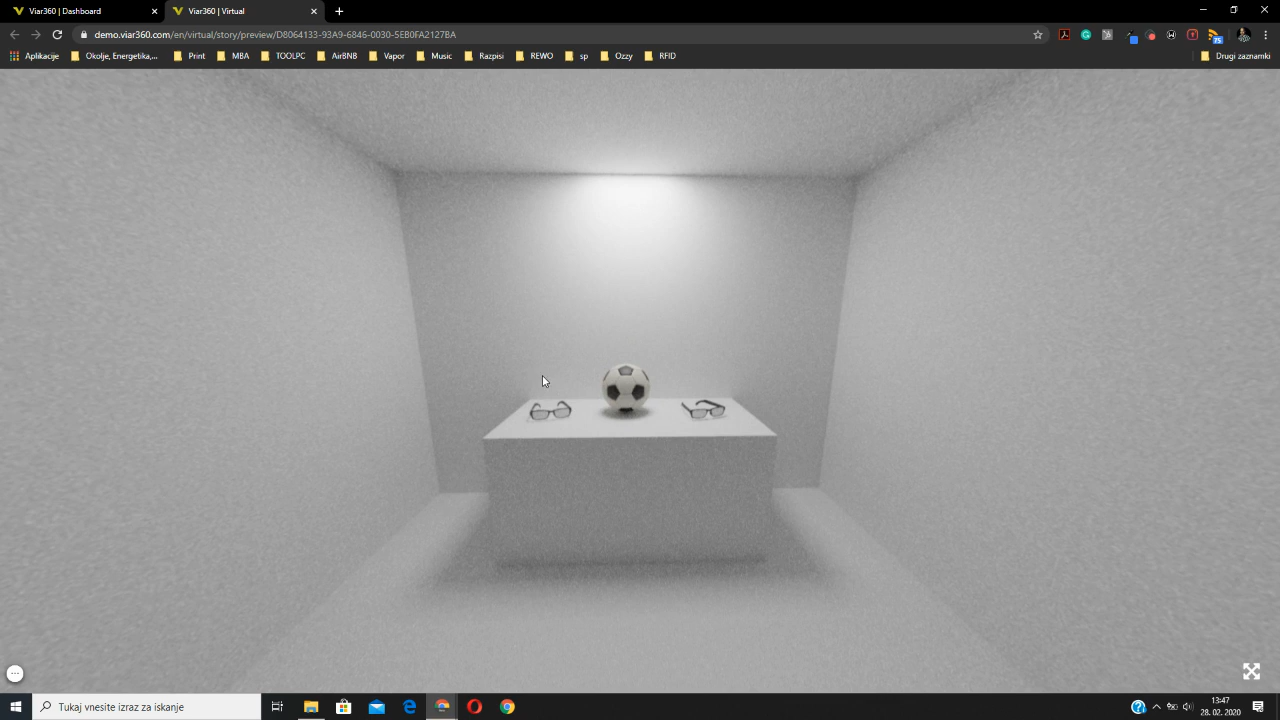 Viar360 | Dashboard
Viar360 | Virtual
demo.viar360.com/en/virtual/story/preview/D8064133-93A9-6846-0030-5EB0FA2127BA
75
Aplikacije Okolje, Energetika,... Print MBA TOOLPC AirBNB Vapor Music Razpisi REWO sp Ozzy RFID Drugi zaznamki
Tukaj vnesite izraz za iskanje
13:47
28. 02. 2020